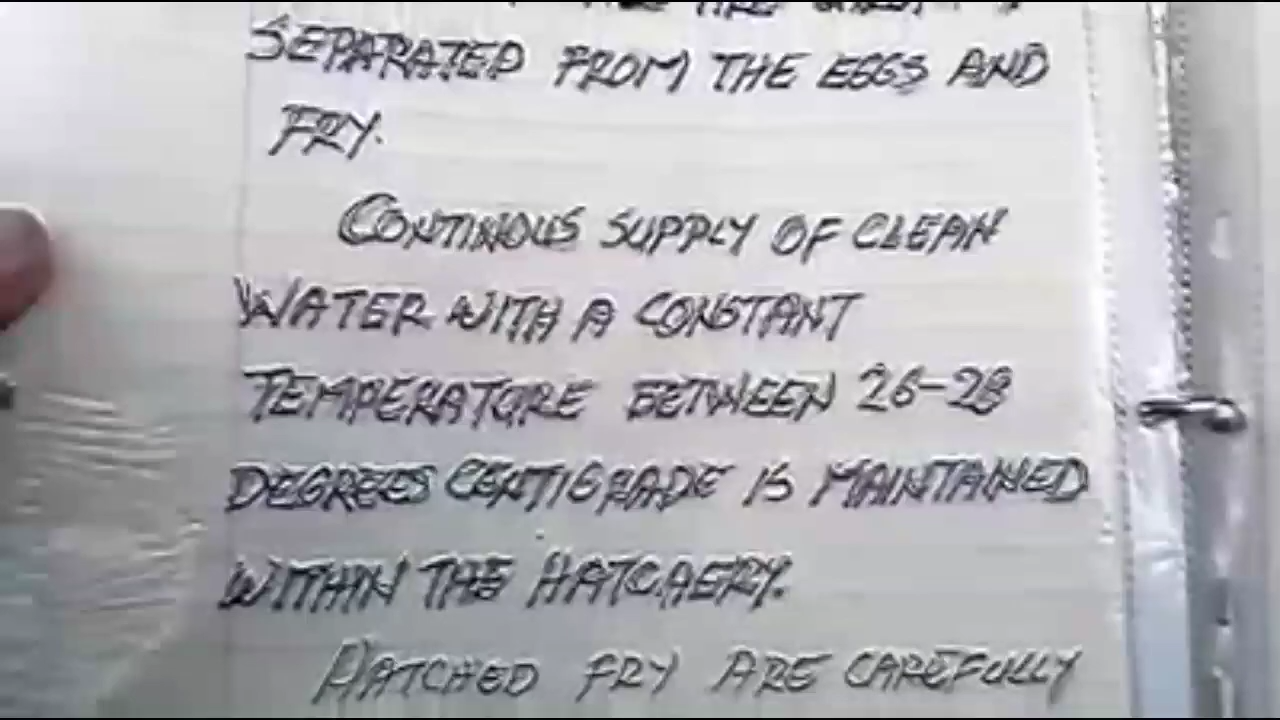 SEPARATED FROM THE EGGS AND
FRY.
CONTINOUS SUPPLY OF CLEAN
WATER WITH A CONSTANT
TEMPERATURE BETWEEN 26-28
DEGREES CENTIGRADE IS MAINTAINED
WITHIN THE HATCHERY.
HATCHED FRY ARE CAREFULLY